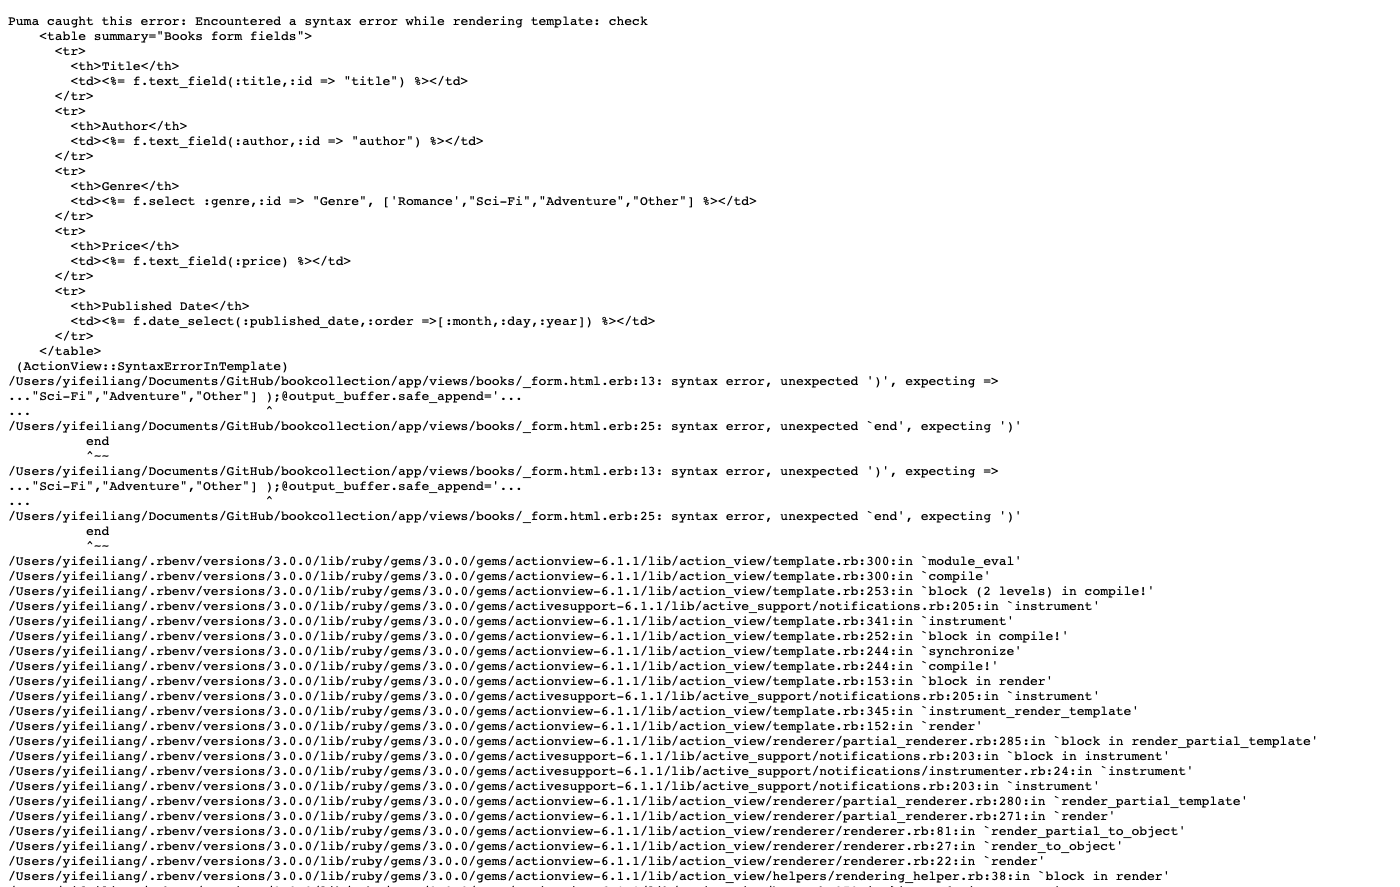 Puma caught this error: Encountered a syntax error while rendering template: check
<table summary="Books form fields">
<tr>
<th>Title</th>
<td><%= f.text_field(:title,:id => "title") %></td>
</tr>
<tr>
<th>Author</th>
<td><%= f.text_field(:author,:id => "author") %></td>
</tr>
<tr>
<th>Genre</th>
<td><%= f.select :genre,:id => "Genre", ['Romance',"Sci-Fi","Adventure","Other"] %></td>
</tr>
<tr>
<th>Price</th>
<td><%= f.text_field(:price) %></td>
</tr>
<tr>
<th>Published Date</th>
<td><%= f.date_select(:published_date,:order =>[:month,:day,:year]) %></td>
</tr>
</table>
(ActionView::SyntaxErrorInTemplate)
/Users/yifeiliang/Documents/GitHub/bookcollection/app/views/books/_form.html.erb:13: syntax error, unexpected ')', expecting =>
..."Sci-Fi","Adventure","Other"] );@output_buffer.safe_append='...
... ^
/Users/yifeiliang/Documents/GitHub/bookcollection/app/views/books/_form.html.erb:25: syntax error, unexpected `end', expecting ')'
end
^~~
/Users/yifeiliang/Documents/GitHub/bookcollection/app/views/books/_form.html.erb:13: syntax error, unexpected ')', expecting =>
..."Sci-Fi","Adventure","Other"] );@output_buffer.safe_append='...
... ^
/Users/yifeiliang/Documents/GitHub/bookcollection/app/views/books/_form.html.erb:25: syntax error, unexpected `end', expecting ')'
end
^~~
/Users/yifeiliang/.rbenv/versions/3.0.0/lib/ruby/gems/3.0.0/gems/actionview-6.1.1/lib/action_view/template.rb:300:in `module_eval'
/Users/yifeiliang/.rbenv/versions/3.0.0/lib/ruby/gems/3.0.0/gems/actionview-6.1.1/lib/action_view/template.rb:300:in `compile'
/Users/yifeiliang/.rbenv/versions/3.0.0/lib/ruby/gems/3.0.0/gems/actionview-6.1.1/lib/action_view/template.rb:253:in `block (2 levels) in compile!'
/Users/yifeiliang/.rbenv/versions/3.0.0/lib/ruby/gems/3.0.0/gems/activesupport-6.1.1/lib/active_support/notifications.rb:205:in `instrument'
/Users/yifeiliang/.rbenv/versions/3.0.0/lib/ruby/gems/3.0.0/gems/actionview-6.1.1/lib/action_view/template.rb:341:in `instrument'
/Users/yifeiliang/.rbenv/versions/3.0.0/lib/ruby/gems/3.0.0/gems/actionview-6.1.1/lib/action_view/template.rb:252:in `block in compile!'
/Users/yifeiliang/.rbenv/versions/3.0.0/lib/ruby/gems/3.0.0/gems/actionview-6.1.1/lib/action_view/template.rb:244:in `synchronize'
/Users/yifeiliang/.rbenv/versions/3.0.0/lib/ruby/gems/3.0.0/gems/actionview-6.1.1/lib/action_view/template.rb:244:in `compile!'
/Users/yifeiliang/.rbenv/versions/3.0.0/lib/ruby/gems/3.0.0/gems/actionview-6.1.1/lib/action_view/template.rb:153:in `block in render'
/Users/yifeiliang/.rbenv/versions/3.0.0/lib/ruby/gems/3.0.0/gems/activesupport-6.1.1/lib/active_support/notifications.rb:205:in `instrument'
/Users/yifeiliang/.rbenv/versions/3.0.0/lib/ruby/gems/3.0.0/gems/actionview-6.1.1/lib/action_view/template.rb:345:in `instrument_render_template'
/Users/yifeiliang/.rbenv/versions/3.0.0/lib/ruby/gems/3.0.0/gems/actionview-6.1.1/lib/action_view/template.rb:152:in `render'
/Users/yifeiliang/.rbenv/versions/3.0.0/lib/ruby/gems/3.0.0/gems/actionview-6.1.1/lib/action_view/renderer/partial_renderer.rb:285:in `block in render_partial_template'
/Users/yifeiliang/.rbenv/versions/3.0.0/lib/ruby/gems/3.0.0/gems/activesupport-6.1.1/lib/active_support/notifications.rb:203:in `block in instrument'
/Users/yifeiliang/.rbenv/versions/3.0.0/lib/ruby/gems/3.0.0/gems/activesupport-6.1.1/lib/active_support/notifications/instrumenter.rb:24:in `instrument'
/Users/yifeiliang/.rbenv/versions/3.0.0/lib/ruby/gems/3.0.0/gems/activesupport-6.1.1/lib/active_support/notifications.rb:203:in `instrument'
/Users/yifeiliang/.rbenv/versions/3.0.0/lib/ruby/gems/3.0.0/gems/actionview-6.1.1/lib/action_view/renderer/partial_renderer.rb:280:in `render_partial_template'
/Users/yifeiliang/.rbenv/versions/3.0.0/lib/ruby/gems/3.0.0/gems/actionview-6.1.1/lib/action_view/renderer/partial_renderer.rb:271:in `render'
/Users/yifeiliang/.rbenv/versions/3.0.0/lib/ruby/gems/3.0.0/gems/actionview-6.1.1/lib/action_view/renderer/renderer.rb:81:in `render_partial_to_object'
/Users/yifeiliang/.rbenv/versions/3.0.0/lib/ruby/gems/3.0.0/gems/actionview-6.1.1/lib/action_view/renderer/renderer.rb:27:in `render_to_object'
/Users/yifeiliang/.rbenv/versions/3.0.0/lib/ruby/gems/3.0.0/gems/actionview-6.1.1/lib/action_view/renderer/renderer.rb:22:in `render'
/Users/yifeiliang/.rbenv/versions/3.0.0/lib/ruby/gems/3.0.0/gems/actionview-6.1.1/lib/action_view/helpers/rendering_helper.rb:38:in `block in render'